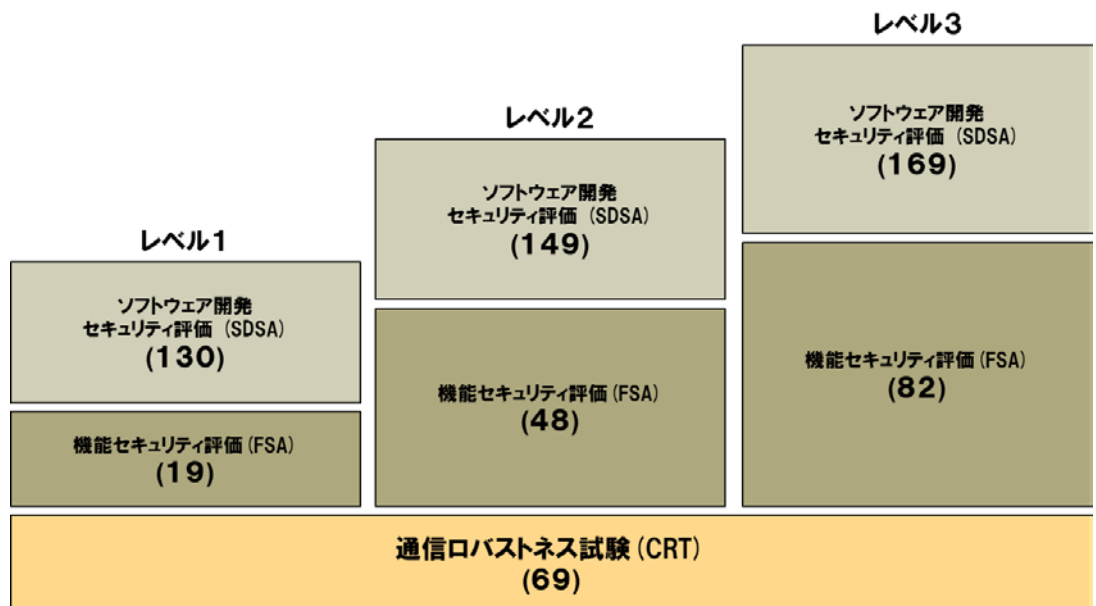 レベル1
ソフトウェア開発
セキュリティ評価 (SDSA)
(130)
機能セキュリティ評価(FSA)
(19)
レベル2
ソフトウェア開発
セキュリティ評価 (SDSA)
(149)
機能セキュリティ評価(FSA)
(48)
レベル3
ソフトウェア開発
セキュリティ評価 (SDSA)
(169)
機能セキュリティ評価(FSA)
(82)
通信ロバストネス試験(CRT)
(69)